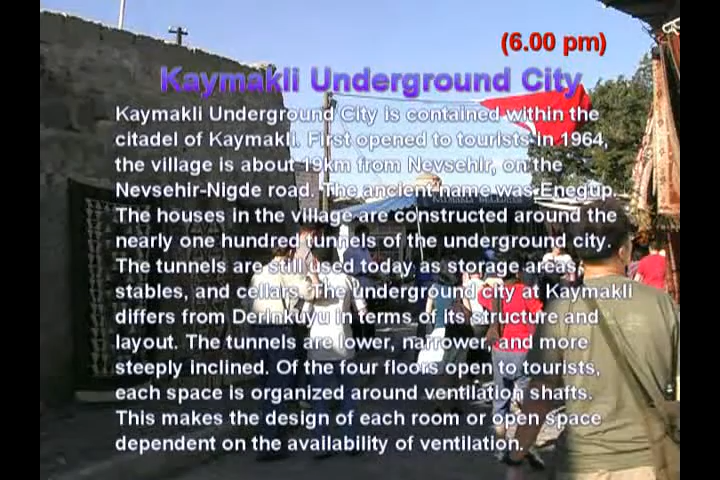 (6.00 pm)
Kaymakli Underground City
Kaymakli Underground City is contained within the
citadel of Kaymakli. First opened to tourists in 1964,
the village is about 19km from Nevsehir, on the
Nevsehir-Nigde road. The ancient name was Enegup.
The houses in the village are constructed around the
nearly one hundred tunnels of the underground city.
The tunnels are still used today as storage areas,
stables, and cellars. The underground city at Kaymakli
differs from Derinkuyu in terms of its structure and
layout. The tunnels are lower, narrower, and more
steeply inclined. Of the four floors open to tourists,
each space is organized around ventilation shafts.
This makes the design of each room or open space
dependent on the availability of ventilation.